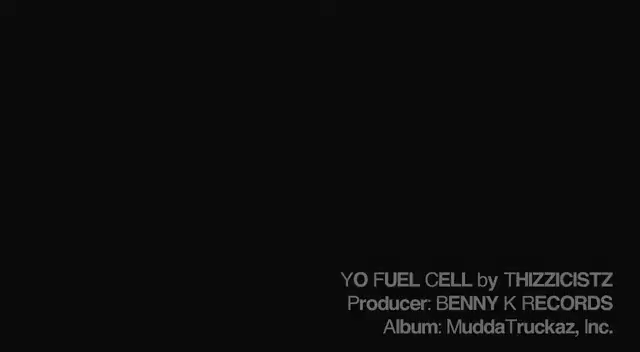 YO FUEL CELL by THIZZICISTZ
Producer: BENNY K RECORDS
Album: MuddaTruckaz, Inc.